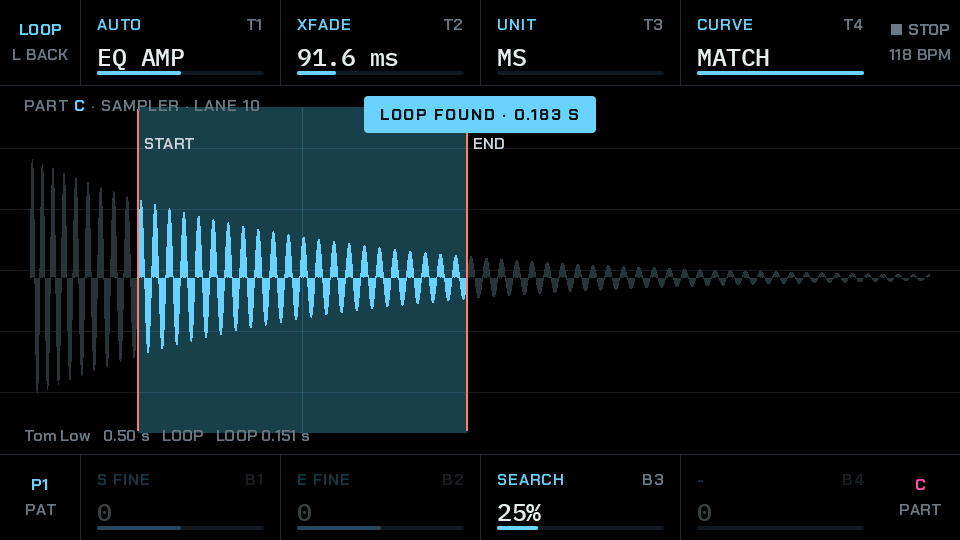 LOOP
L BACK
AUTO T1
EQ AMP
XFADE T2
91.6 ms
UNIT T3
MS
CURVE T4
MATCH
STOP
118 BPM
PART C · SAMPLER · LANE 10
LOOP FOUND · 0.183 S
START
END
Tom Low 0.50 s LOOP LOOP 0.151 s
P1
PAT
S FINE B1
0
E FINE B2
0
SEARCH B3
25%
- B4
0
C
PART